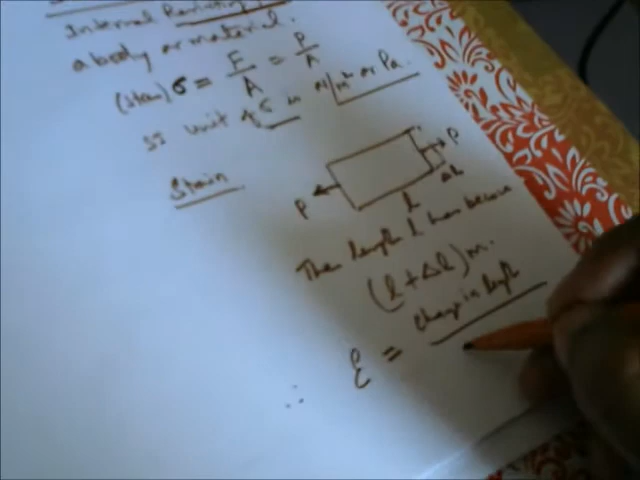 Internal Resisting
a body or material.
(stress) σ = F/A = P/A
SI unit of σ is N/m² or Pa.
Strain
P P
l Δl
The length l has become
(l + Δl) m.
∴ ε = change in length